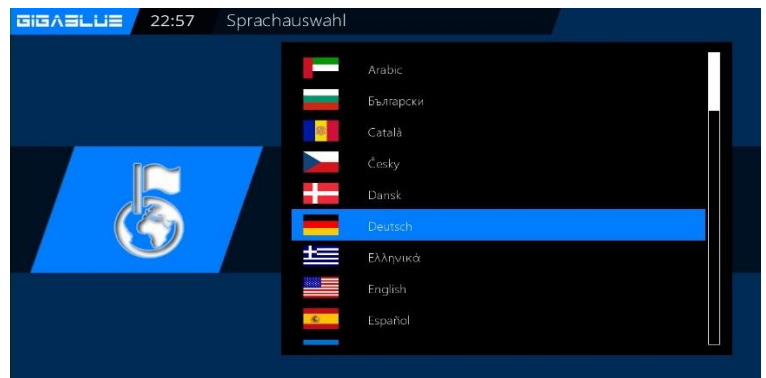 GIGABLUE 22:57 Sprachauswahl
Arabic
Български
Català
Česky
Dansk
Deutsch
Ελληνικά
English
Español